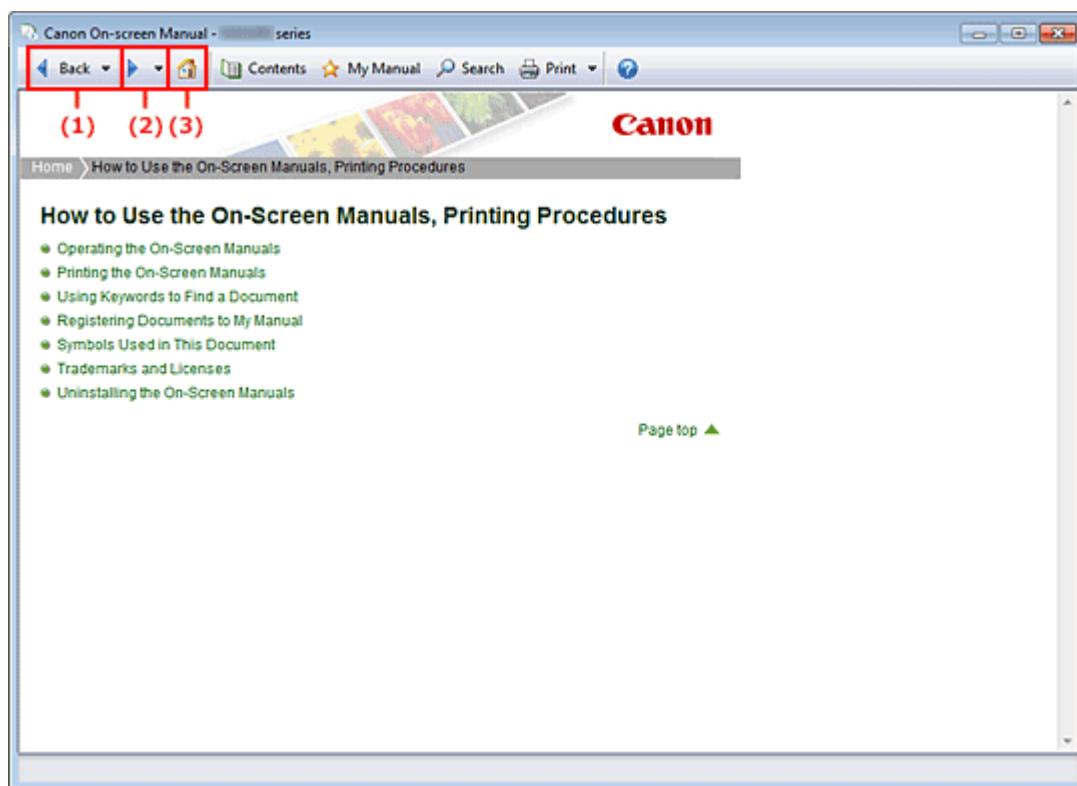 Canon On-screen Manual - series
Back Contents My Manual Search Print
(1) (2) (3)
Canon
Home How to Use the On-Screen Manuals, Printing Procedures
How to Use the On-Screen Manuals, Printing Procedures
Operating the On-Screen Manuals
Printing the On-Screen Manuals
Using Keywords to Find a Document
Registering Documents to My Manual
Symbols Used in This Document
Trademarks and Licenses
Uninstalling the On-Screen Manuals
Page top